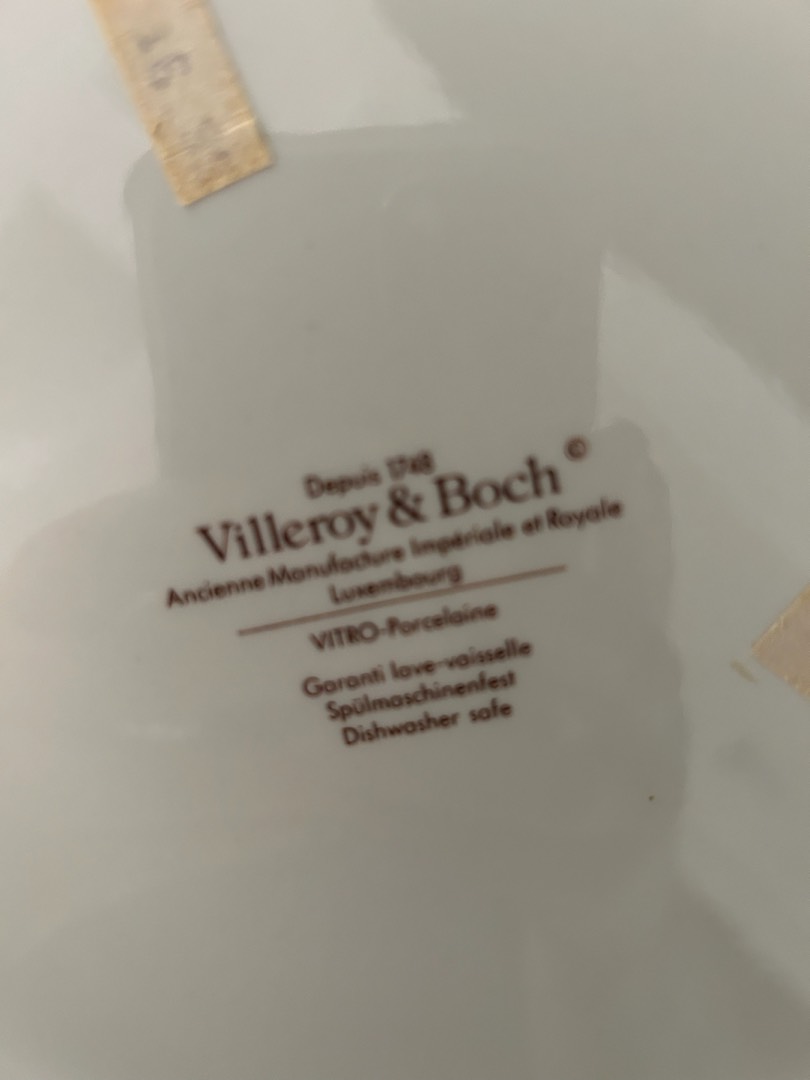 Depuis 1748
Villeroy & Boch ©
Ancienne Manufacture Impériale et Royale
Luxembourg
VITRO-Porcelaine
Garanti lave-vaisselle
Spülmaschinenfest
Dishwasher safe